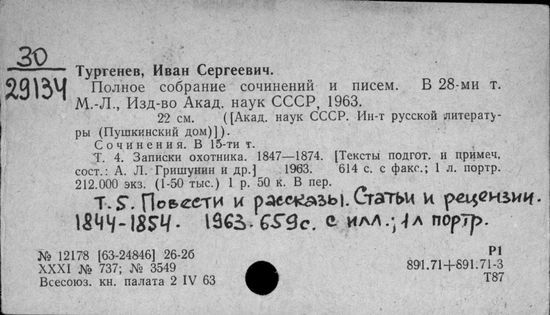 30
29134
Тургенев, Иван Сергеевич.
Полное собрание сочинений и писем. В 28-ми т.
М.-Л., Изд-во Акад. наук СССР, 1963.
22 см. ([Акад. наук СССР. Ин-т русской литерату-
ры (Пушкинский дом)]).
Сочинения. В 15-ти т.
Т. 4. Записки охотника. 1847—1874. [Тексты подгот. и примеч.
сост.: А. Л. Гришунин и др.] 1963. 614 с. с факс.; 1 л. портр.
212.000 экз. (1-50 тыс.) 1 р. 50 к. В пер.
Т. 5. Повести и рассказы. Статьи и рецензии.
1844-1854. 1963. 659с. с илл.; 1 л портр.
№ 12178 [63-24846] 26-2б
XXXI № 737; № 3549
Всесоюз. кн. палата 2 IV 63
Р1
891.71+891.71-3
Т87